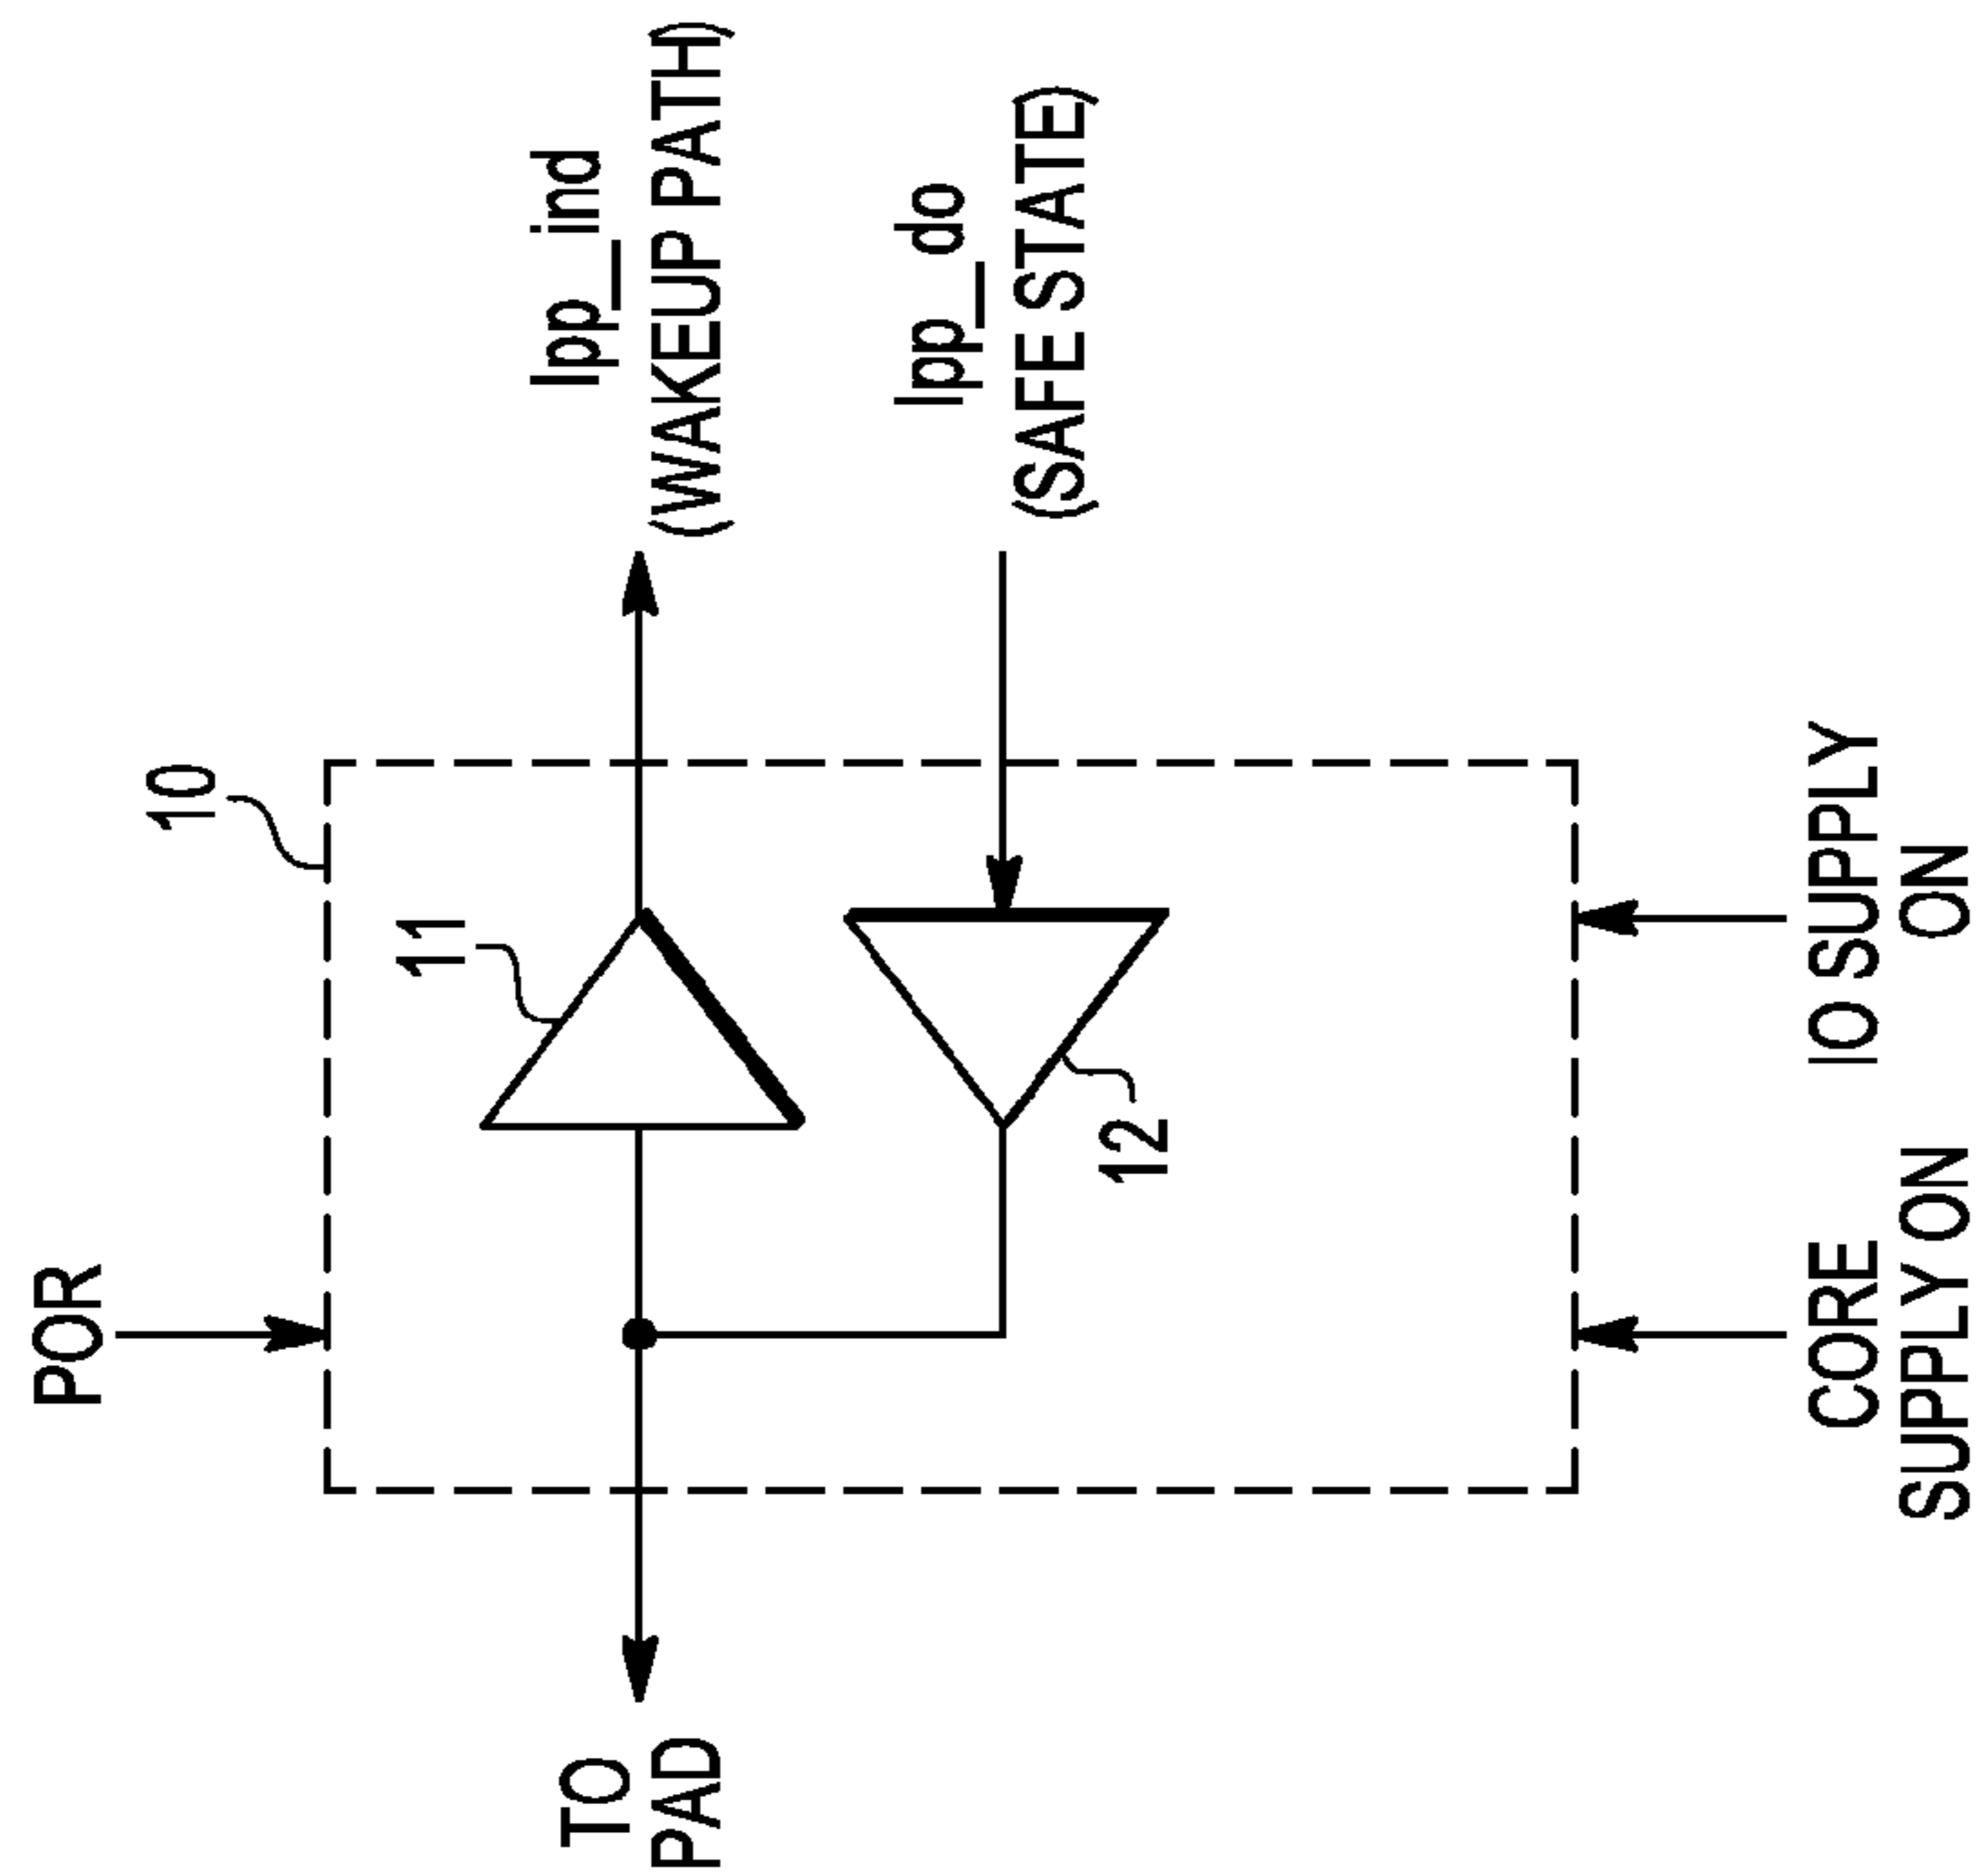 POR
10
11
TO
PAD
lpp_ind
(WAKEUP PATH)
lpp_do
(SAFE STATE)
12
CORE
SUPPLY ON
IO SUPPLY
ON